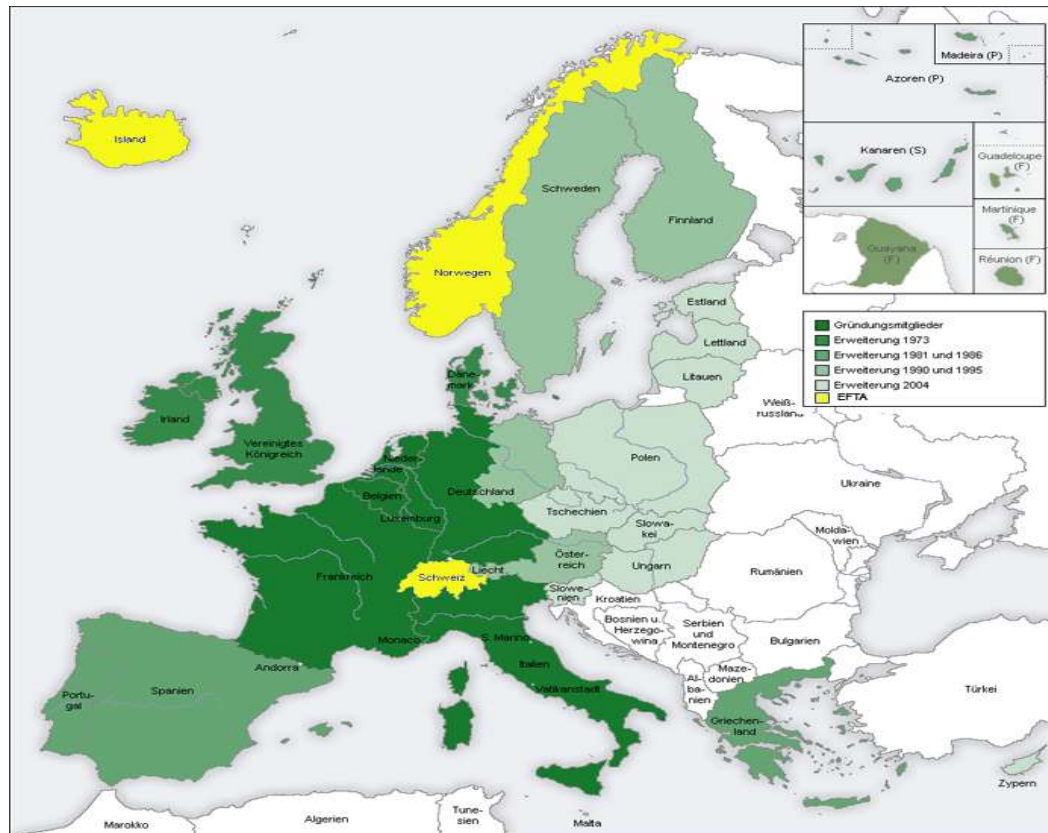 Madeira (P)
Azoren (P)
Kanaren (S)
Guadeloupe
(F)
Martinique
(F)
Guayana
(F)
Réunion (F)
Gründungsmitglieder
Erweiterung 1973
Erweiterung 1981 und 1986
Erweiterung 1990 und 1995
Erweiterung 2004
EFTA
Island
Schweden
Finnland
Norwegen
Estland
Lettland
Litauen
Däne-
mark
Weiß-
russland
Irland
Vereinigtes
Königreich
Nieder-
lande
Belgien
Luxemburg
Deutschland
Polen
Ukraine
Tschechien
Slowa-
kei
Molda-
wien
Frankreich
Schweiz
Liecht.
Öster-
reich
Ungarn
Rumänien
Slowe-
nien
Kroatien
Bosnien u.
Herzego-
wina
Serbien
und
Montenegro
Bulgarien
Monaco
S. Marino
Italien
Vatikanstadt
Andorra
Portu-
gal
Spanien
Al-
ba-
nien
Maze-
donien
Griechen-
land
Türkei
Zypern
Marokko
Algerien
Tune-
sien
Malta